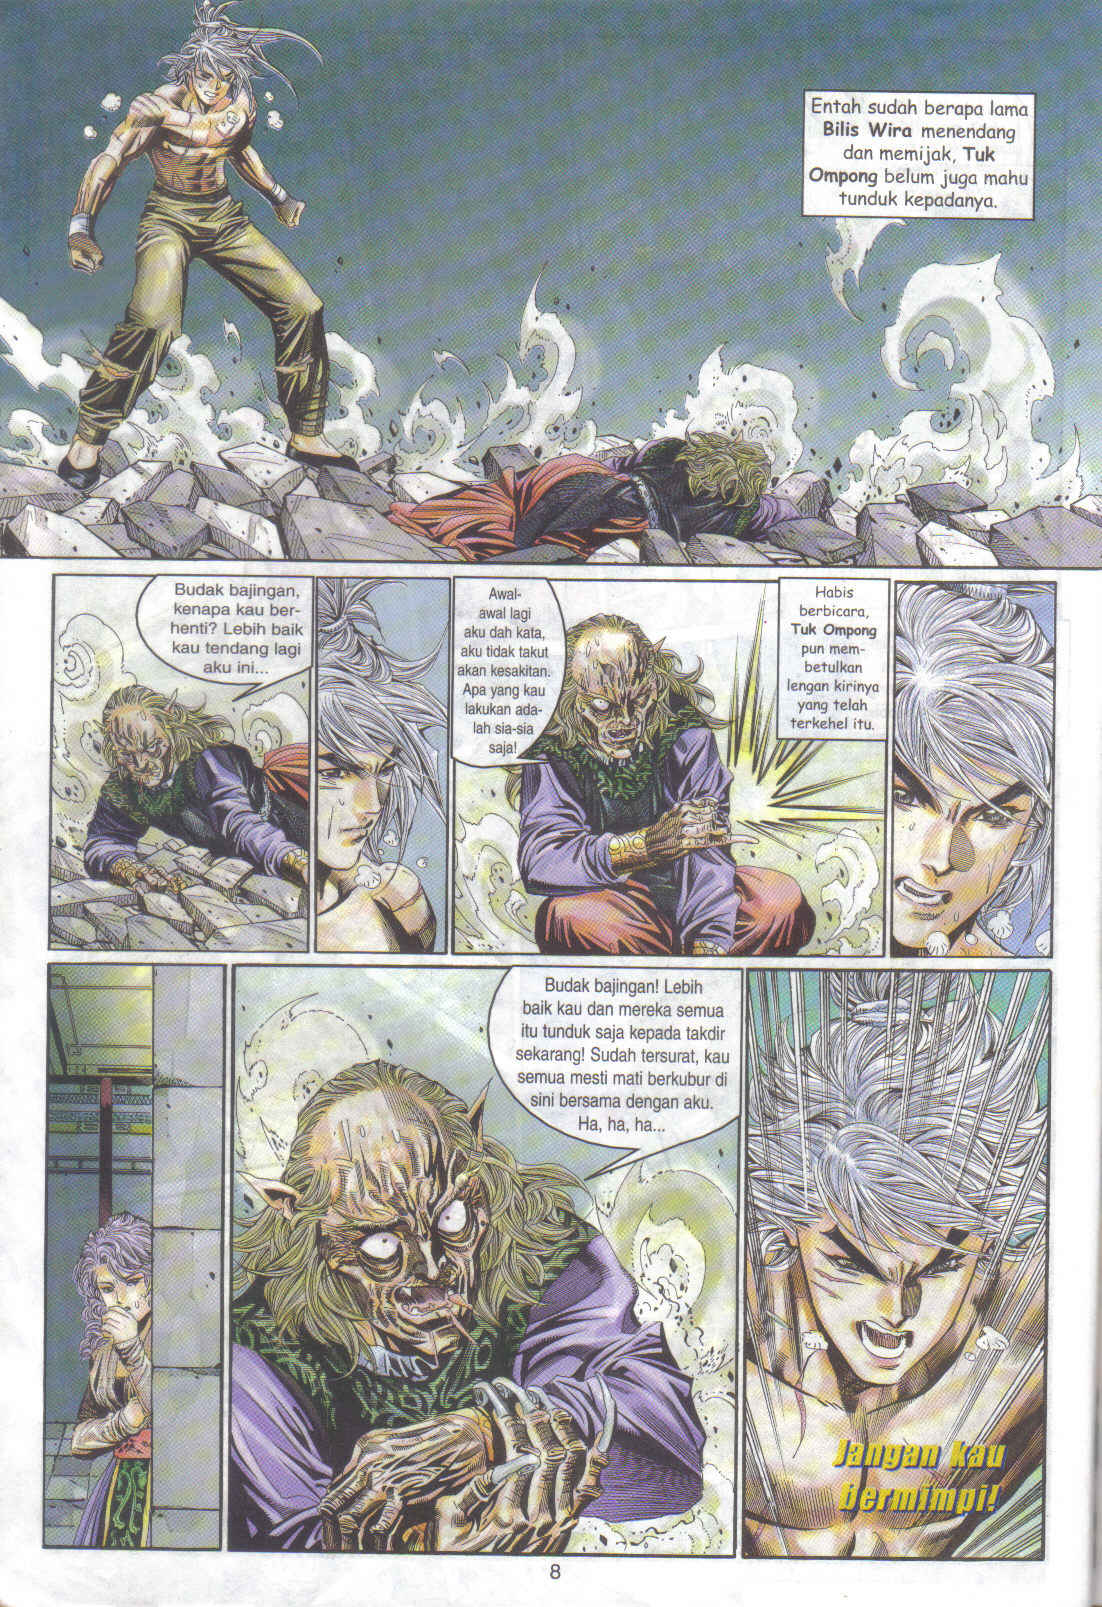 Entah sudah berapa lama
Bilis Wira menendang
dan memijak, Tuk
Ompong belum juga mahu
tunduk kepadanya.
Budak bajingan,
kenapa kau ber-
henti? Lebih baik
kau tendang lagi
aku ini...
Awal-
awal lagi
aku dah kata,
aku tidak takut
akan kesakitan.
Apa yang kau
lakukan ada-
lah sia-sia
saja!
Habis
berbicara,
Tuk Ompong
pun mem-
betulkan
lengan kirinya
yang telah
terkehel itu.
Budak bajingan! Lebih
baik kau dan mereka semua
itu tunduk saja kepada takdir
sekarang! Sudah tersurat, kau
semua mesti mati berkubur di
sini bersama dengan aku.
Ha, ha, ha...
Jangan kau
Bermimpi!
8